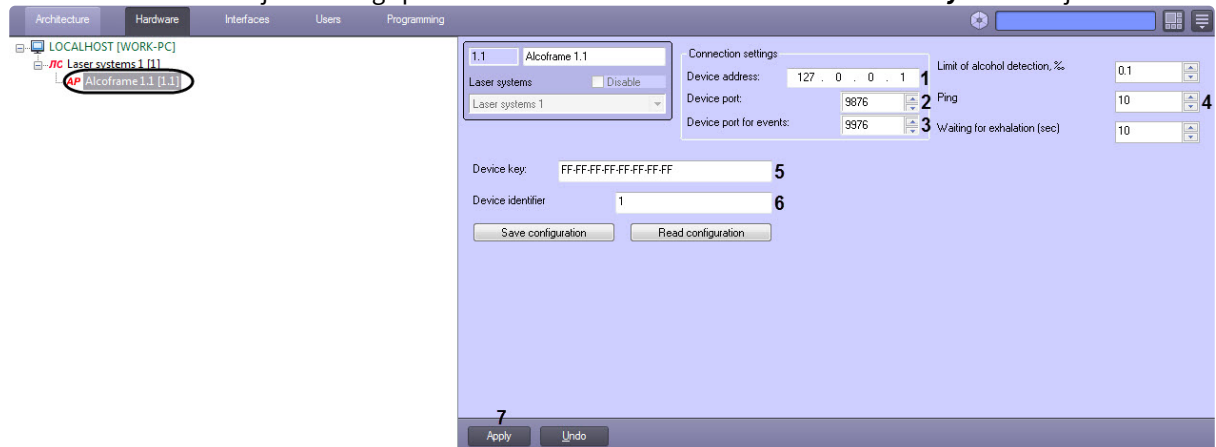 Architecture Hardware Interfaces Users Programming
LOCALHOST [WORK-PC]
ЛС Laser systems 1 [1]
АР Alcoframe 1.1 [1.1]
1.1 Alcoframe 1.1
Laser systems Disable
Laser systems 1
Connection settings
Device address: 127 . 0 . 0 . 1 1
Device port: 9876 2
Device port for events: 9976 3
Limit of alcohol detection, ‰ 0.1
Ping 10 4
Waiting for exhalation (sec) 10
Device key: FF-FF-FF-FF-FF-FF-FF-FF 5
Device identifier 1 6
Save configuration Read configuration
7
Apply Undo